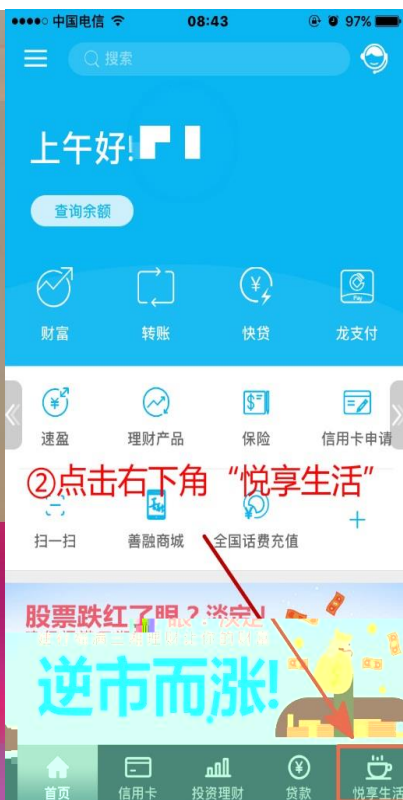 中国电信 08:43 97%
搜索
上午好!
查询余额
财富 转账 快贷 龙支付
速盈 理财产品 保险 信用卡申请
②点击右下角“悦享生活”
扫一扫 善融商城 全国话费充值
股票跌红了眼？淡定！
逆市而涨!
首页 信用卡 投资理财 贷款 悦享生活